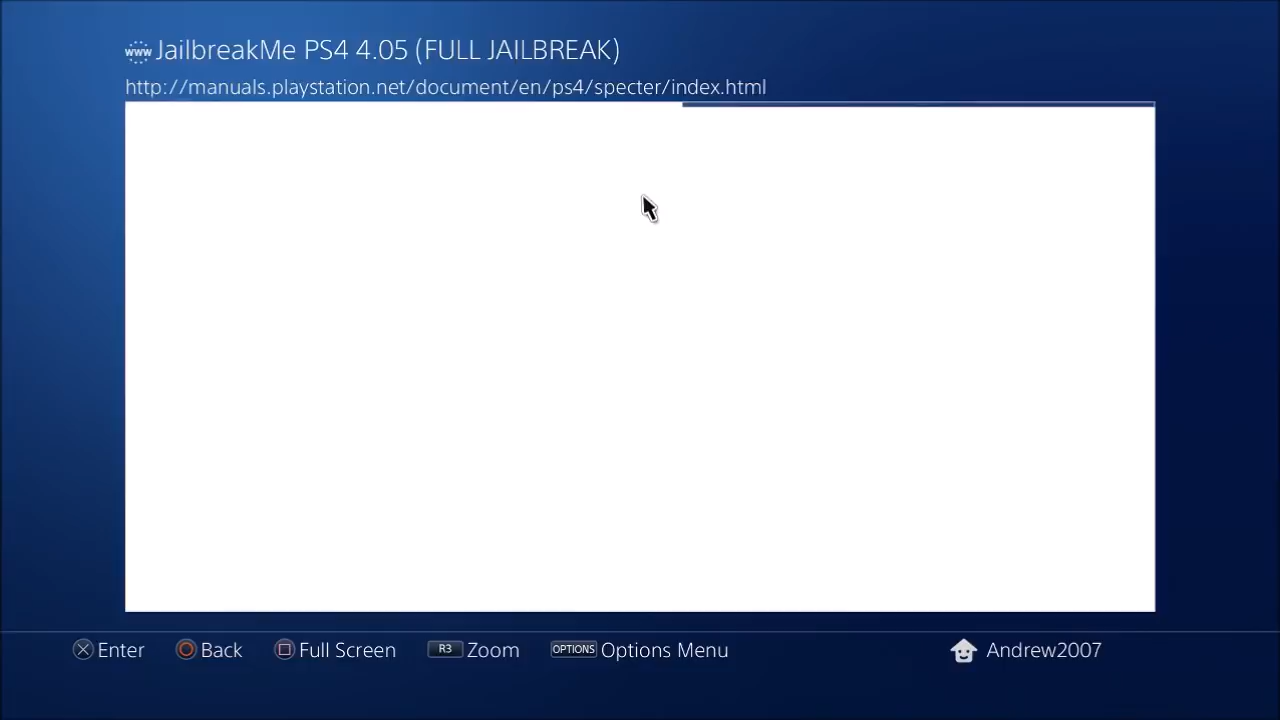 www JailbreakMe PS4 4.05 (FULL JAILBREAK)
http://manuals.playstation.net/document/en/ps4/specter/index.html
Enter Back Full Screen R3 Zoom OPTIONS Options Menu Andrew2007